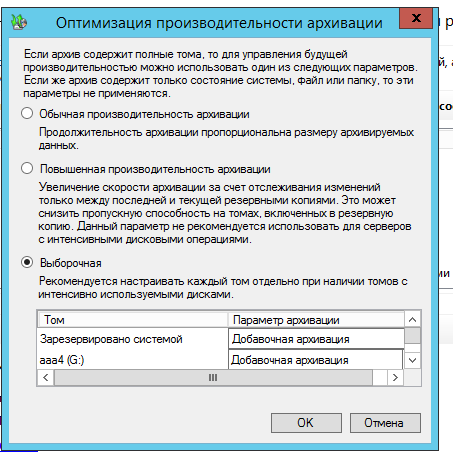 Оптимизация производительности архивации
Если архив содержит полные тома, то для управления будущей
производительностью можно использовать один из следующих параметров.
Если же архив содержит только состояние системы, файл или папку, то эти
параметры не применяются.
Обычная производительность архивации
Продолжительность архивации пропорциональна размеру архивируемых
данных.
Повышенная производительность архивации
Увеличение скорости архивации за счет отслеживания изменений
только между последней и текущей резервными копиями. Это может
снизить пропускную способность на томах, включенных в резервную
копию. Данный параметр не рекомендуется использовать для серверов
с интенсивными дисковыми операциями.
Выборочная
Рекомендуется настраивать каждый том отдельно при наличии томов с
интенсивно используемыми дисками.
Том Параметр архивации
Зарезервировано системой Добавочная архивация
aaa4 (G:) Добавочная архивация
OK Отмена